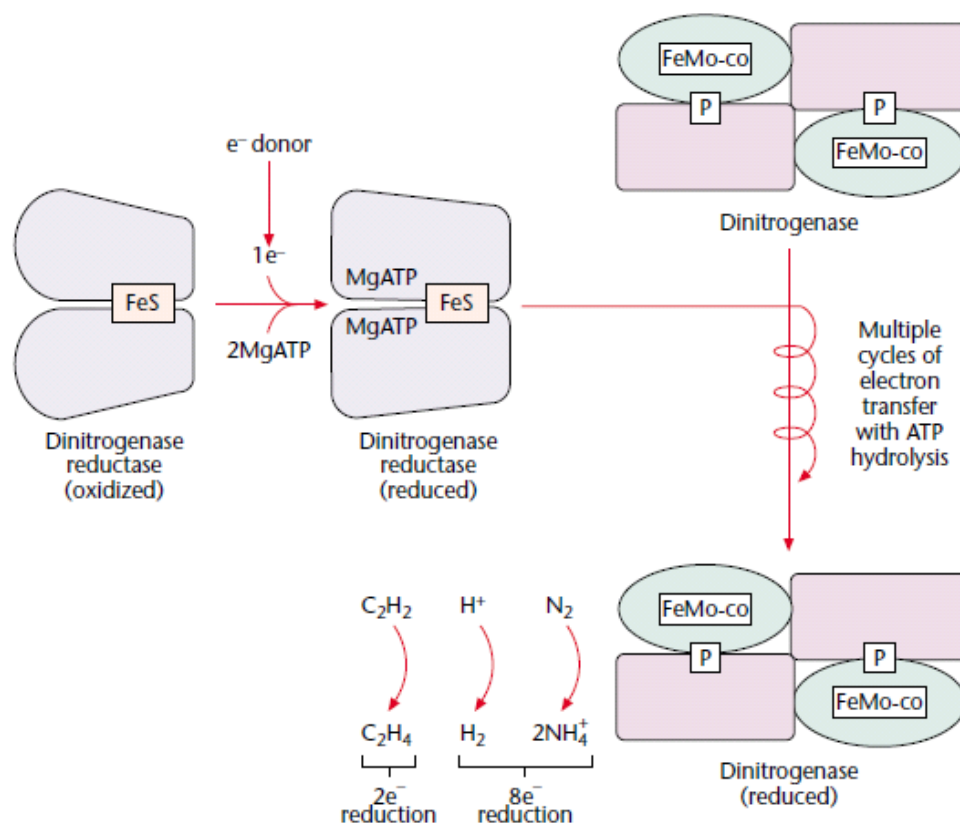 FeMo-co
P
P
FeMo-co
Dinitrogenase
e⁻ donor
1e⁻
2MgATP
FeS
Dinitrogenase
reductase
(oxidized)
MgATP
FeS
MgATP
Dinitrogenase
reductase
(reduced)
Multiple
cycles of
electron
transfer
with ATP
hydrolysis
C₂H₂ H⁺ N₂
C₂H₄ H₂ 2NH₄⁺
2e⁻
reduction
8e⁻
reduction
FeMo-co
P
P
FeMo-co
Dinitrogenase
(reduced)